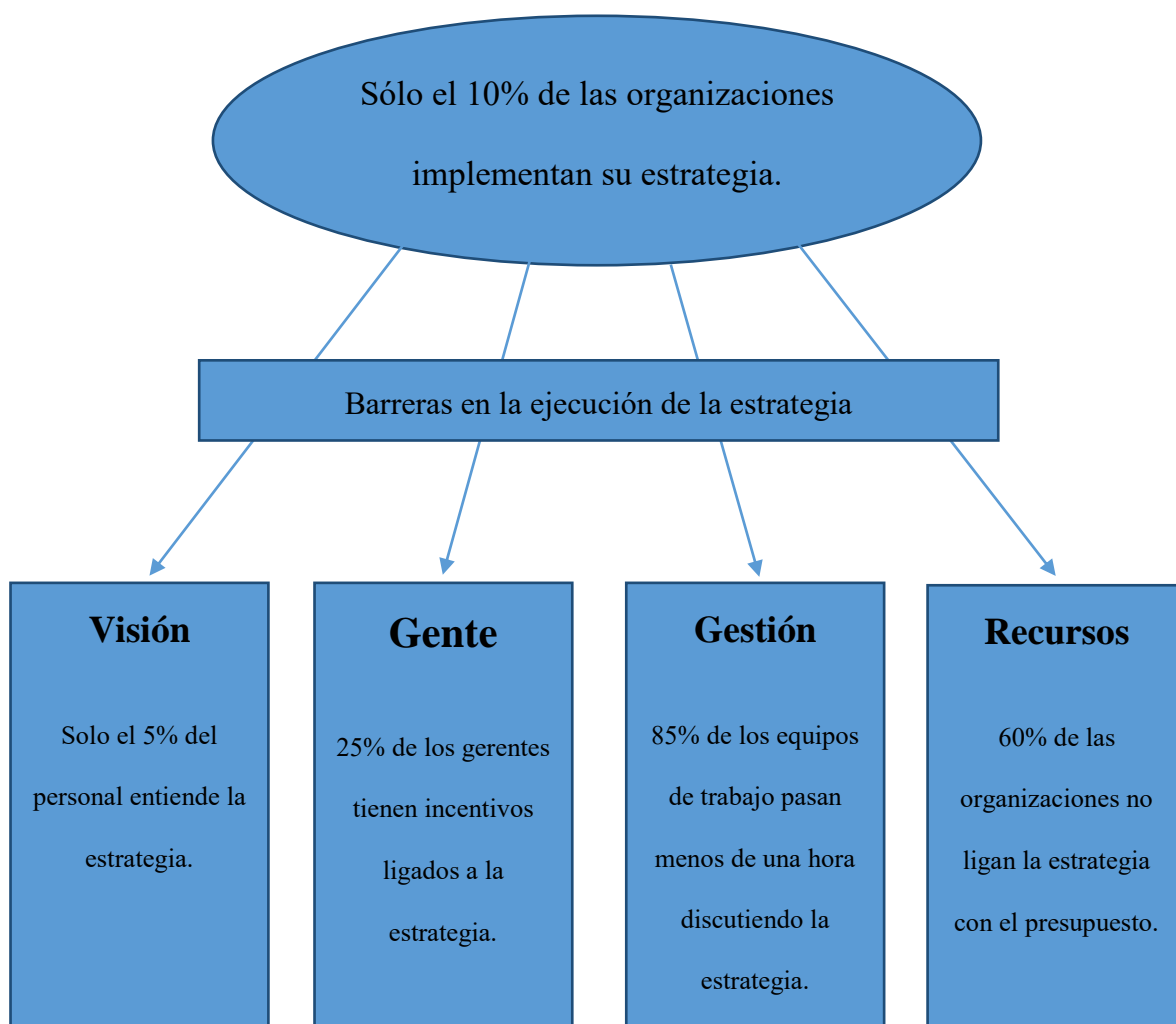 Sólo el 10% de las organizaciones
implementan su estrategia.
Barreras en la ejecución de la estrategia
Visión
Solo el 5% del
personal entiende la
estrategia.
Gente
25% de los gerentes
tienen incentivos
ligados a la
estrategia.
Gestión
85% de los equipos
de trabajo pasan
menos de una hora
discutiendo la
estrategia.
Recursos
60% de las
organizaciones no
ligan la estrategia
con el presupuesto.